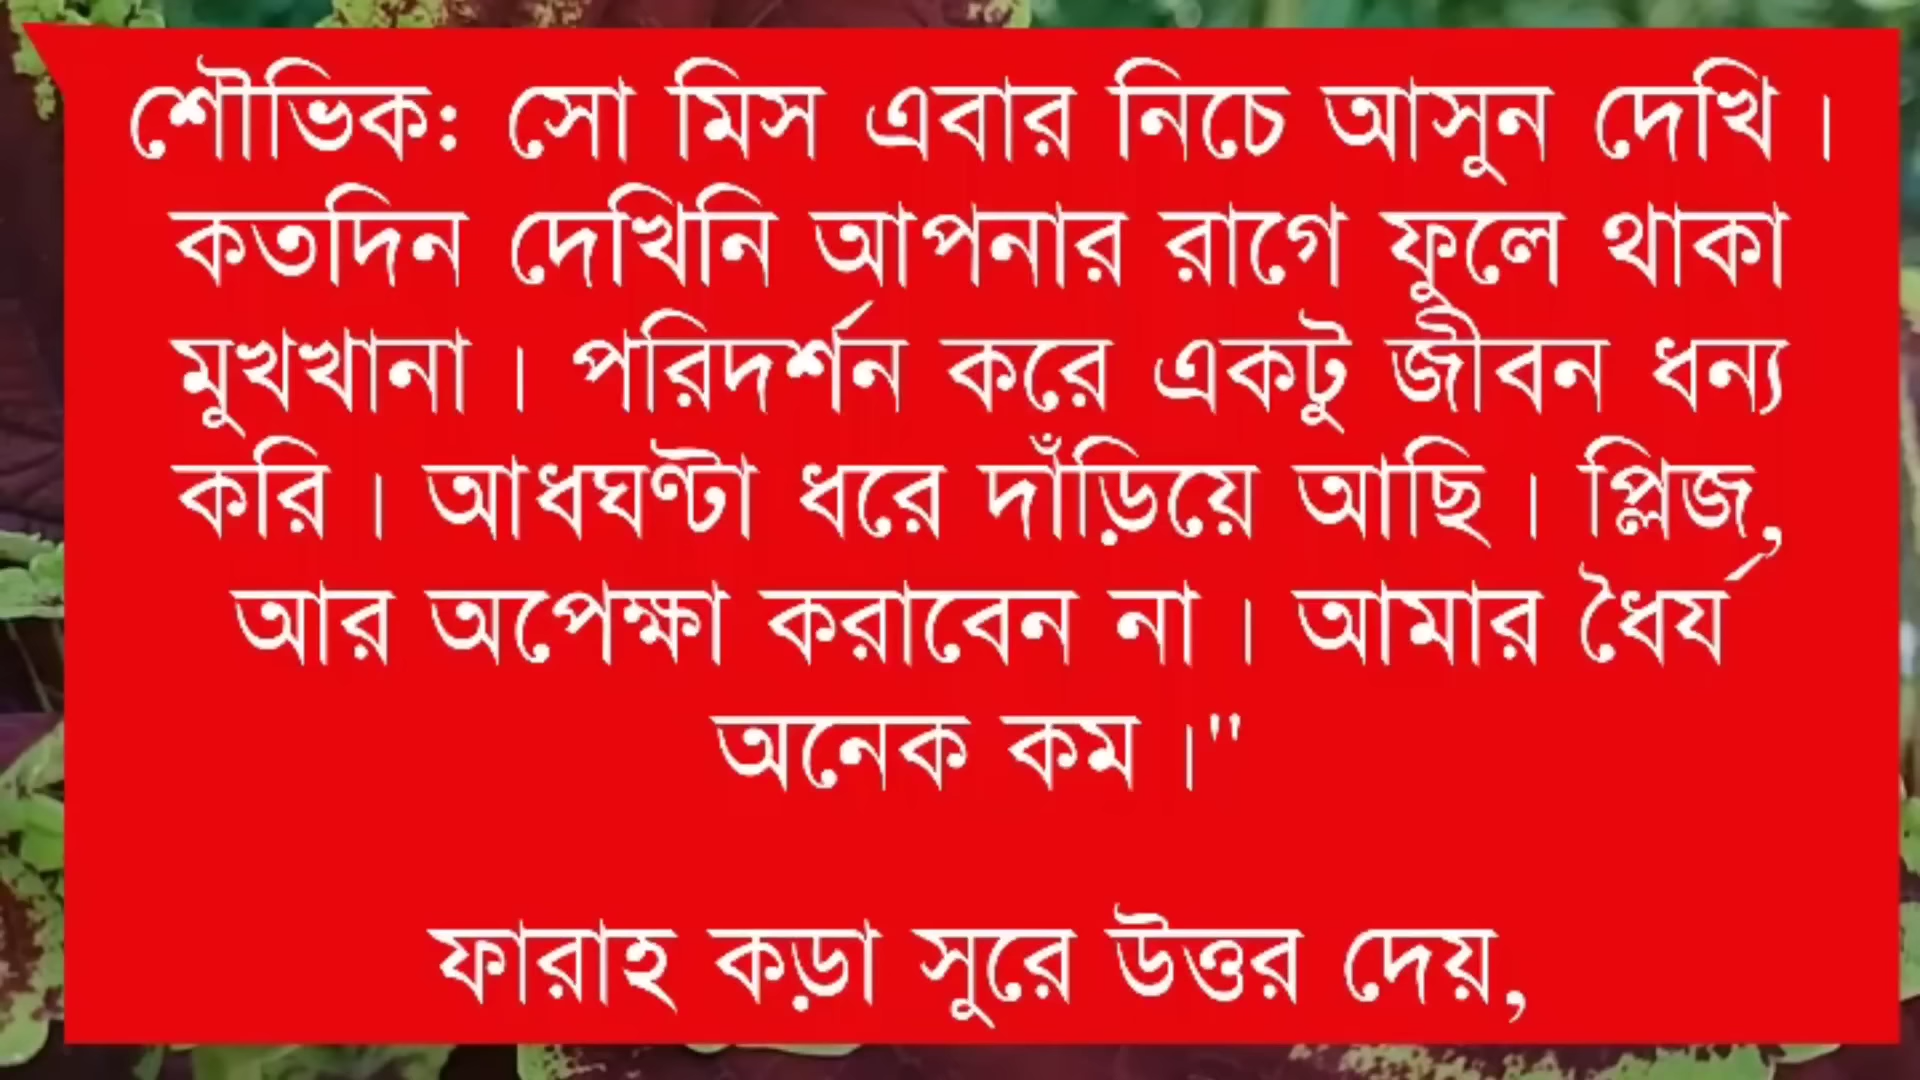 শৌভিক: সো মিস এবার নিচে আসুন দেখি।
কতদিন দেখিনি আপনার রাগে ফুলে থাকা
মুখখানা। পরিদর্শন করে একটু জীবন ধন্য
করি। আধঘণ্টা ধরে দাঁড়িয়ে আছি। প্লিজ,
আর অপেক্ষা করাবেন না। আমার ধৈর্য
অনেক কম।"
ফারাহ কড়া সুরে উত্তর দেয়,